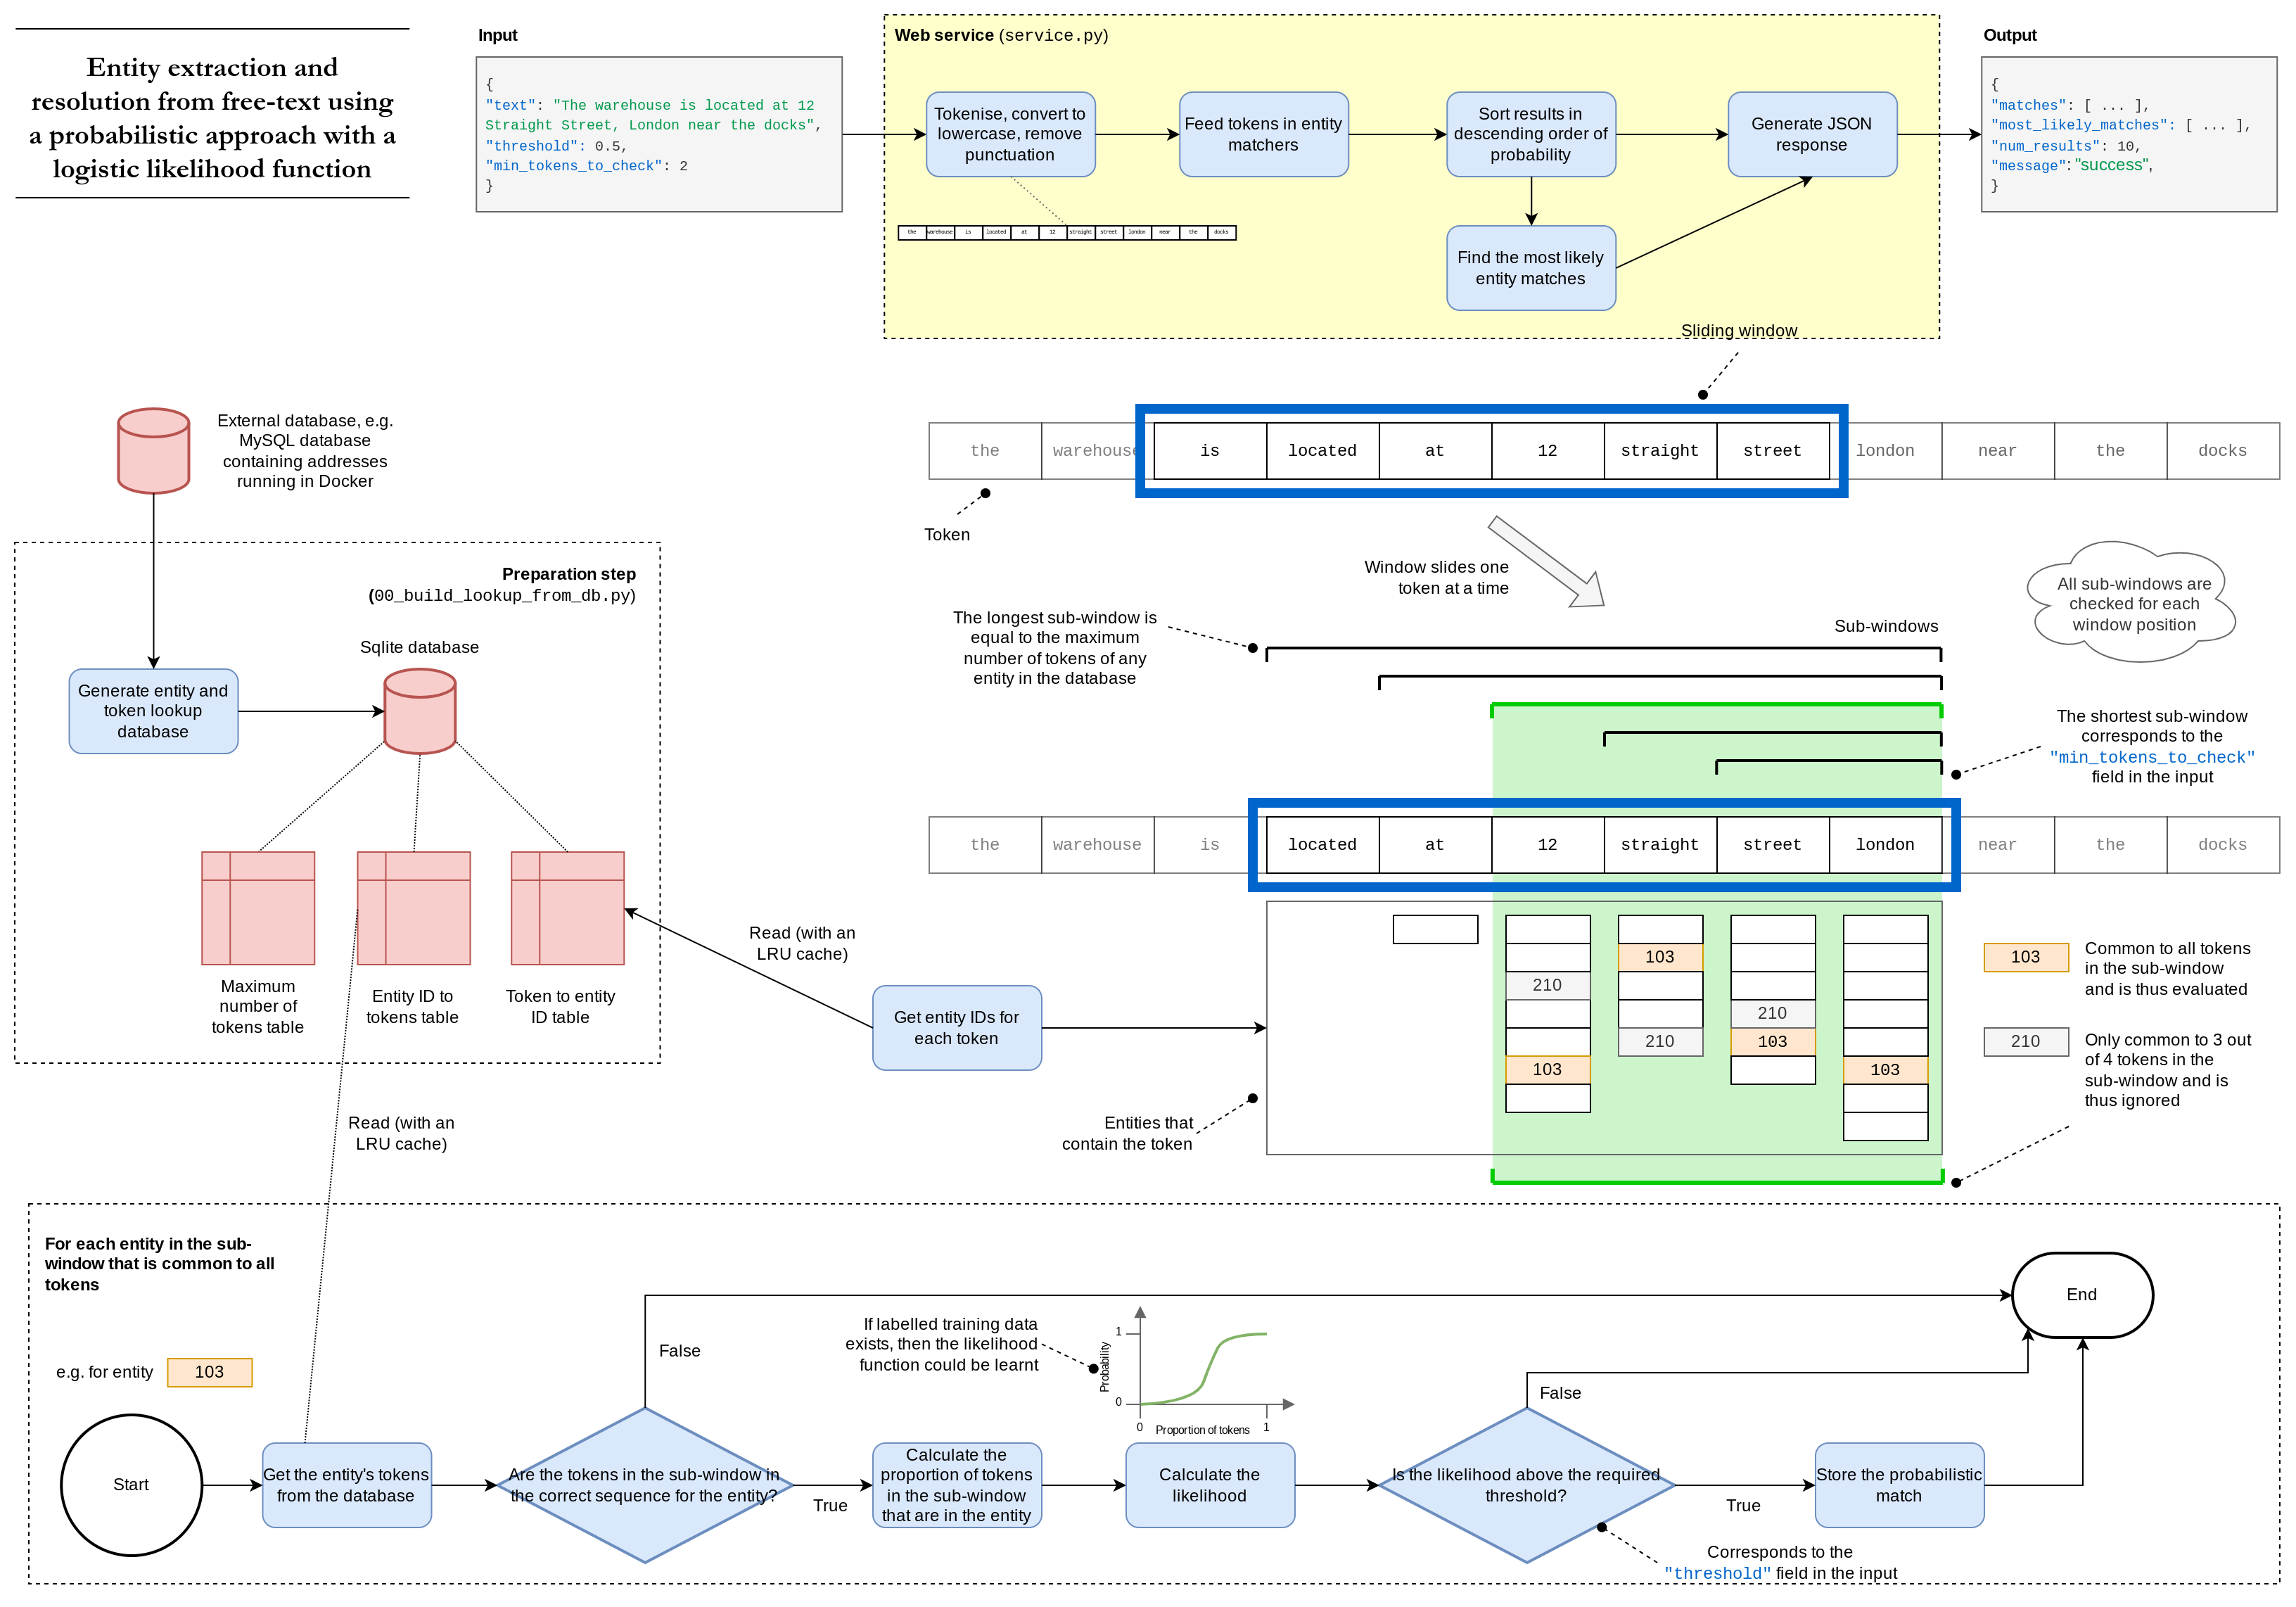 Entity extraction and
resolution from free-text using
a probabilistic approach with a
logistic likelihood function
Input
{
"text": "The warehouse is located at 12
Straight Street, London near the docks",
"threshold": 0.5,
"min_tokens_to_check": 2
}
Web service (service.py)
Tokenise, convert to
lowercase, remove
punctuation
Feed tokens in entity
matchers
Sort results in
descending order of
probability
Generate JSON
response
the warehouse is located at 12 straight street london near the docks
Find the most likely
entity matches
Output
{
"matches": [ ... ],
"most_likely_matches": [ ... ],
"num_results": 10,
"message":"success",
}
Sliding window
the warehouse is located at 12 straight street london near the docks
Token
External database, e.g.
MySQL database
containing addresses
running in Docker
Preparation step
(00_build_lookup_from_db.py)
Sqlite database
Generate entity and
token lookup
database
Maximum
number of
tokens table
Entity ID to
tokens table
Token to entity
ID table
Window slides one
token at a time
All sub-windows are
checked for each
window position
The longest sub-window is
equal to the maximum
number of tokens of any
entity in the database
Sub-windows
The shortest sub-window
corresponds to the
"min_tokens_to_check"
field in the input
the warehouse is located at 12 straight street london near the docks
Read (with an
LRU cache)
Get entity IDs for
each token
103
210
210
103 210
103 103
103
Entities that
contain the token
103
Common to all tokens
in the sub-window
and is thus evaluated
210
Only common to 3 out
of 4 tokens in the
sub-window and is
thus ignored
Read (with an
LRU cache)
For each entity in the sub-
window that is common to all
tokens
e.g. for entity 103
Start
Get the entity's tokens
from the database
Are the tokens in the sub-window in
the correct sequence for the entity?
False
True
Calculate the
proportion of tokens
in the sub-window
that are in the entity
If labelled training data
exists, then the likelihood
function could be learnt
Probability
1
0
0 Proportion of tokens 1
Calculate the
likelihood
Is the likelihood above the required
threshold?
False
True
Corresponds to the
"threshold" field in the input
Store the probabilistic
match
End